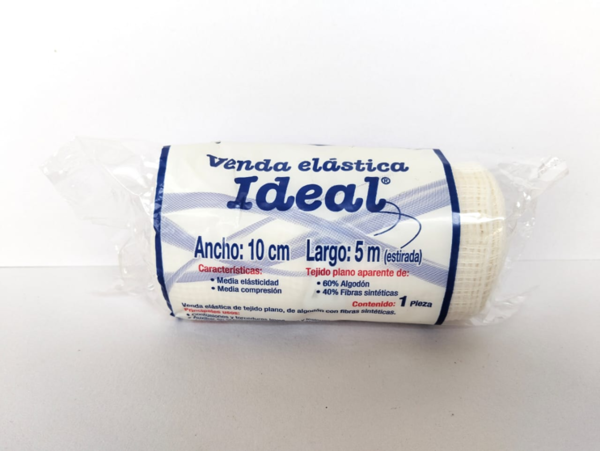 Venda elástica
Ideal®
Ancho: 10 cm Largo: 5 m (estirada)
Características: Tejido plano aparente de:
• Media elasticidad • 60% Algodón
• Media compresión • 40% Fibras sintéticas
Contenido: 1 Pieza
Venda elástica de tejido plano, de algodón con fibras sintéticas.